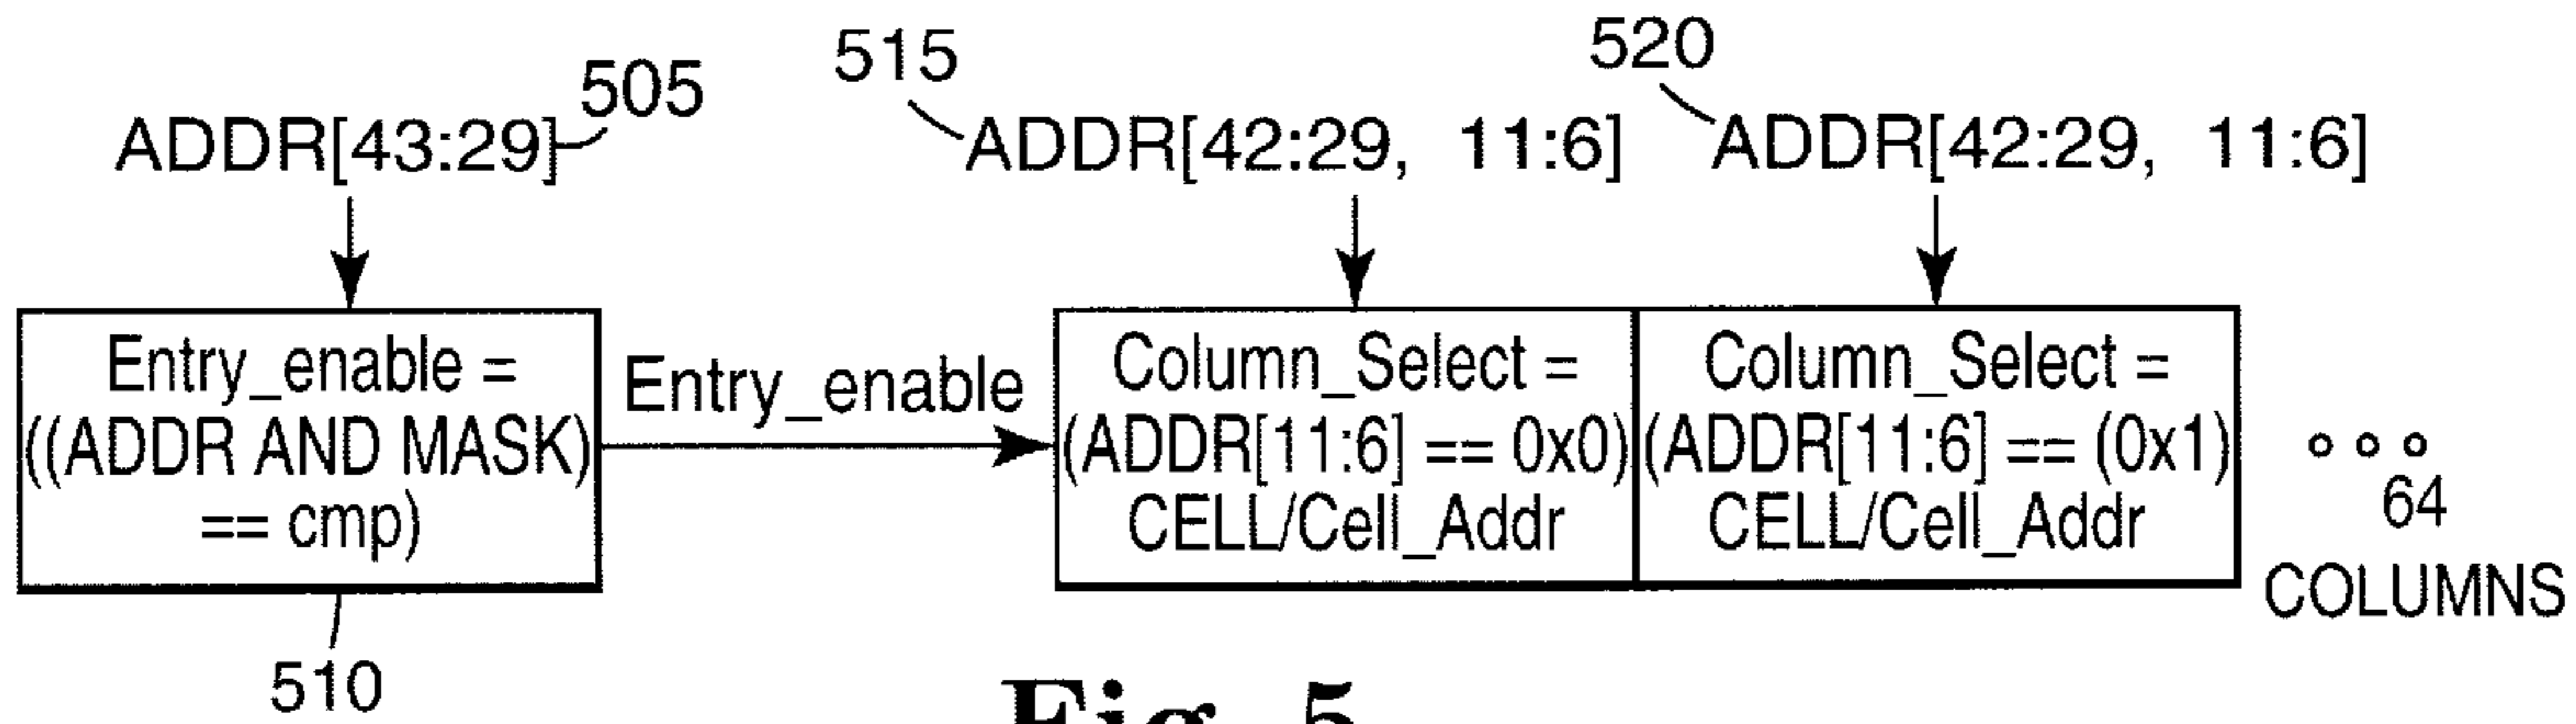 505
ADDR[43:29]
515
ADDR[42:29, 11:6]
520
ADDR[42:29, 11:6]
Entry_enable =
((ADDR AND MASK)
== cmp)
510
Entry_enable
Column_Select =
(ADDR[11:6] == 0x0)
CELL/Cell_Addr
Column_Select =
(ADDR[11:6] == (0x1)
CELL/Cell_Addr
64
COLUMNS
Fig. 5